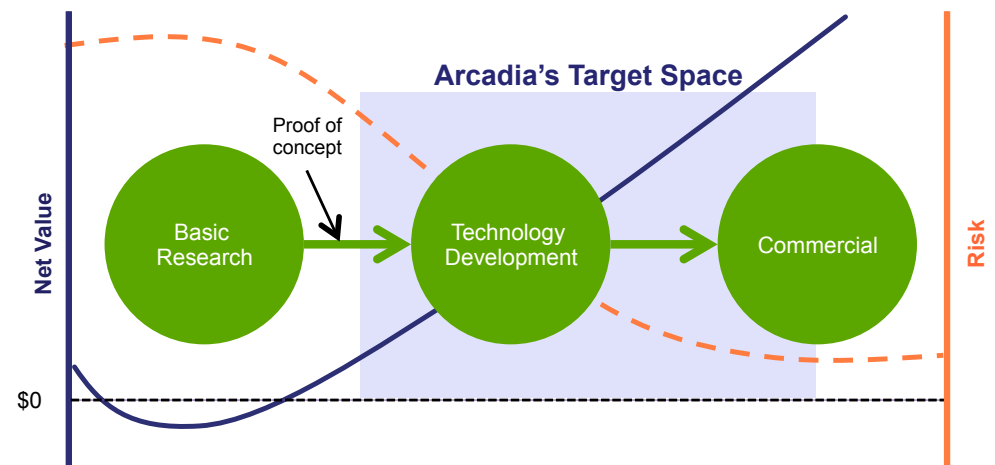 Arcadia’s Target Space
Proof of
concept
Basic
Research
Technology
Development
Commercial
Net Value
Risk
$0